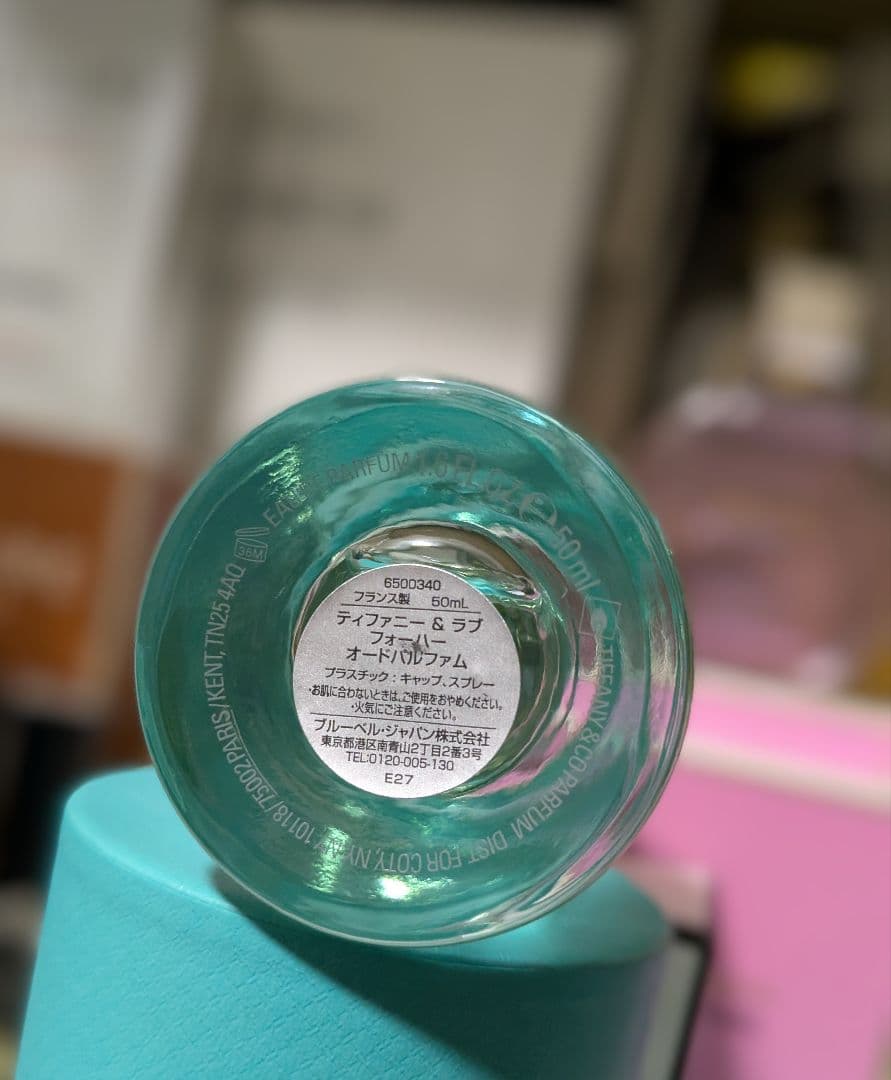 EAU DE PARFUM 1.6 FL OZ ℮ 50 ml
TIFFANY & CO PARFUM DIST FOR COTY, NY, NY 10118/75002 PARIS/KENT, TN25 4AQ
36M
6500340
フランス製 50mL
ティファニー & ラブ
フォーハー
オードパルファム
プラスチック:キャップ、スプレー
・お肌に合わないときは、ご使用をおやめください。
・火気にご注意ください。
ブルーベル・ジャパン株式会社
東京都港区南青山2丁目2番3号
TEL:0120-005-130
E27